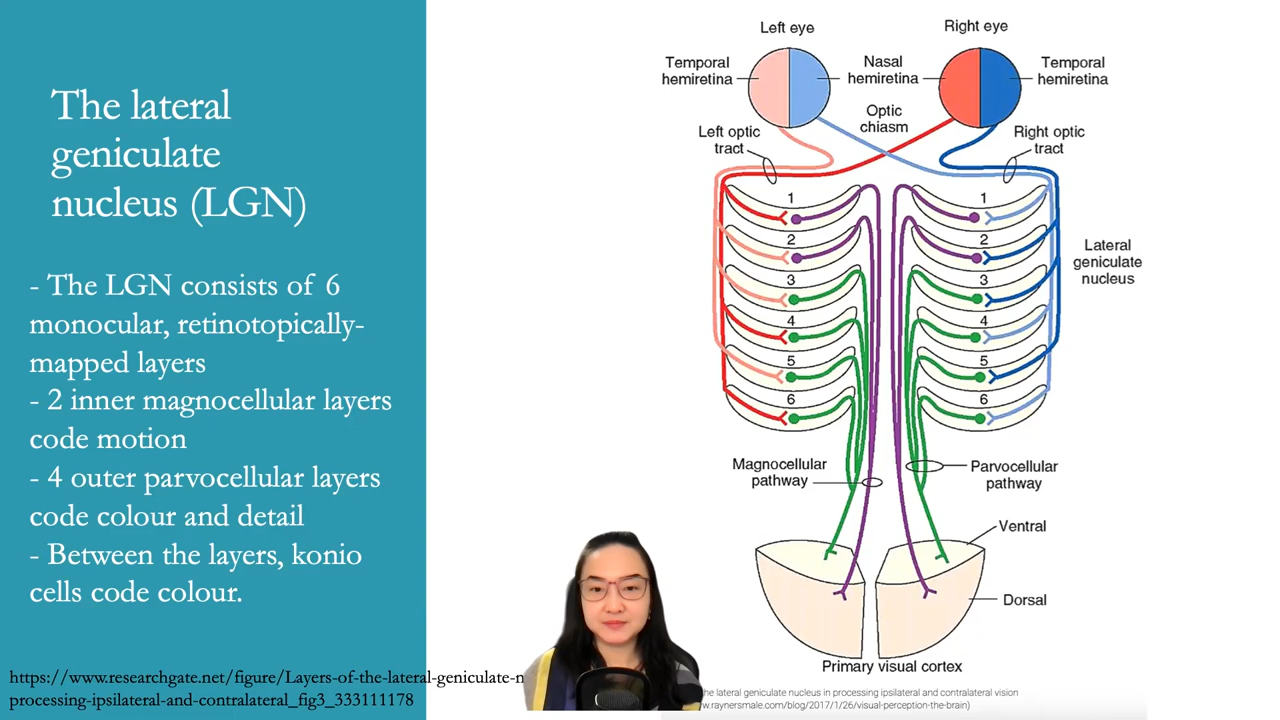 The lateral
geniculate
nucleus (LGN)
- The LGN consists of 6
monocular, retinotopically-
mapped layers
- 2 inner magnocellular layers
code motion
- 4 outer parvocellular layers
code colour and detail
- Between the layers, konio
cells code colour.
https://www.researchgate.net/figure/Layers-of-the-lateral-geniculate-n
processing-ipsilateral-and-contralateral_fig3_333111178
Left eye
Right eye
Temporal
hemiretina
Nasal
hemiretina
Temporal
hemiretina
Optic
chiasm
Left optic
tract
Right optic
tract
1
2
3
4
5
6
1
2
3
4
5
6
Lateral
geniculate
nucleus
Magnocellular
pathway
Parvocellular
pathway
Ventral
Dorsal
Primary visual cortex
the lateral geniculate nucleus in processing ipsilateral and contralateral vision
w.raynersmale.com/blog/2017/1/26/visual-perception-the-brain)